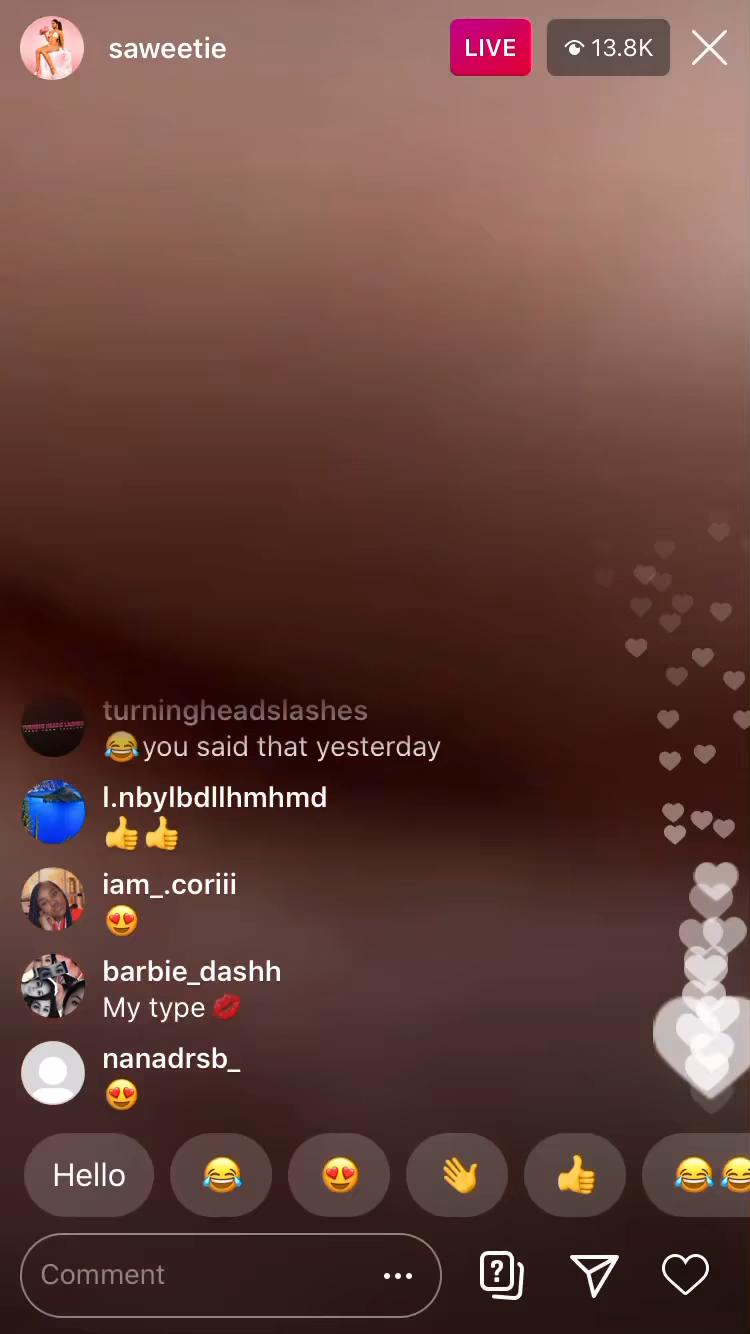 saweetie
LIVE
13.8K
turningheadslashes
😂you said that yesterday
l.nbylbdllhmhmd
👍👍
iam_.coriii
😍
barbie_dashh
My type 💋
nanadrsb_
😍
Hello 😂 😍 👋 👍 😂😂
Comment